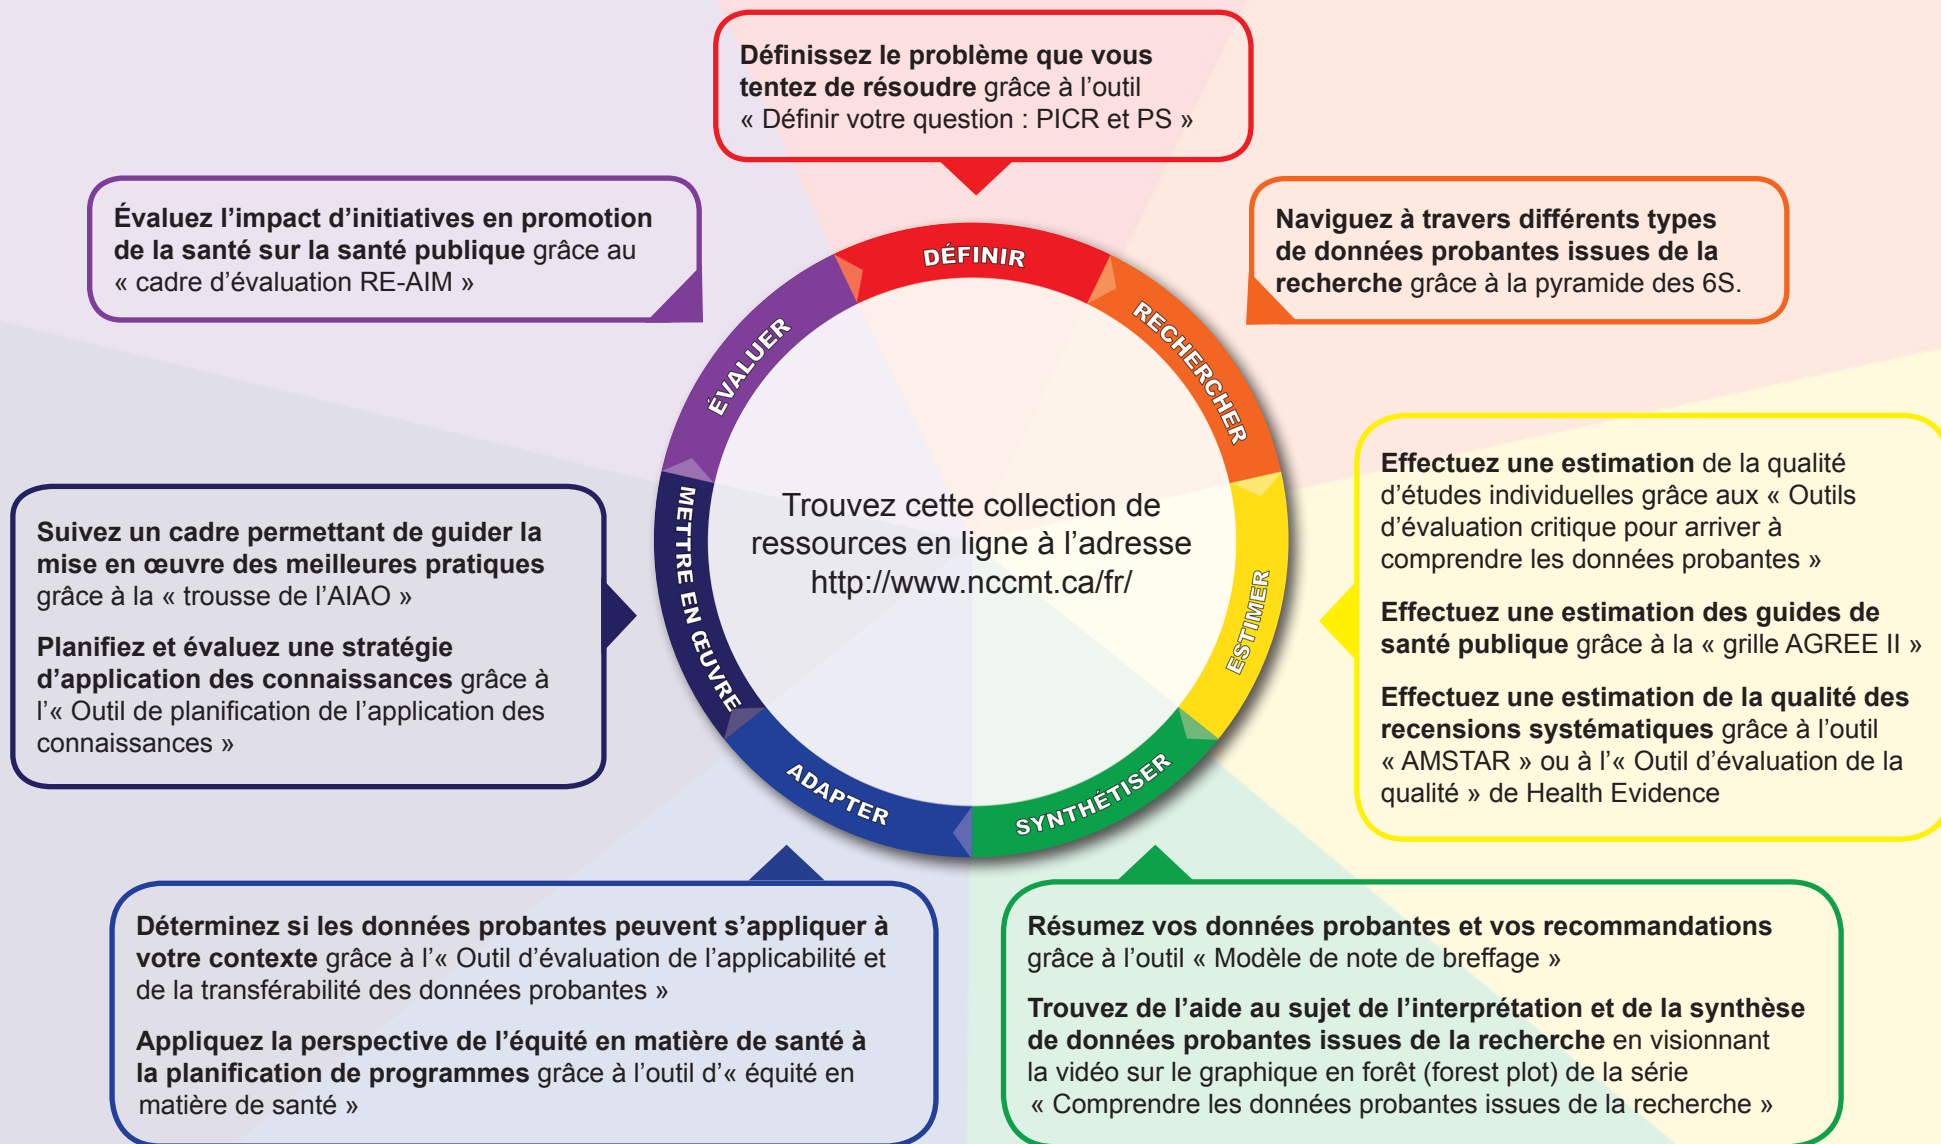 Définissez le problème que vous
tentez de résoudre grâce à l’outil
« Définir votre question : PICR et PS »
Évaluez l’impact d’initiatives en promotion
de la santé sur la santé publique grâce au
« cadre d’évaluation RE-AIM »
Naviguez à travers différents types
de données probantes issues de la
recherche grâce à la pyramide des 6S.
DÉFINIR
RECHERCHER
ESTIMER
SYNTHÉTISER
ADAPTER
METTRE EN ŒUVRE
ÉVALUER
Trouvez cette collection de
ressources en ligne à l’adresse
http://www.nccmt.ca/fr/
Effectuez une estimation de la qualité
d’études individuelles grâce aux « Outils
d’évaluation critique pour arriver à
comprendre les données probantes »
Effectuez une estimation des guides de
santé publique grâce à la « grille AGREE II »
Effectuez une estimation de la qualité des
recensions systématiques grâce à l’outil
« AMSTAR » ou à l’« Outil d’évaluation de la
qualité » de Health Evidence
Suivez un cadre permettant de guider la
mise en œuvre des meilleures pratiques
grâce à la « trousse de l’AIAO »
Planifiez et évaluez une stratégie
d’application des connaissances grâce à
l’« Outil de planification de l’application des
connaissances »
Déterminez si les données probantes peuvent s’appliquer à
votre contexte grâce à l’« Outil d’évaluation de l’applicabilité et
de la transférabilité des données probantes »
Appliquez la perspective de l’équité en matière de santé à
la planification de programmes grâce à l’outil d’« équité en
matière de santé »
Résumez vos données probantes et vos recommandations
grâce à l’outil « Modèle de note de breffage »
Trouvez de l’aide au sujet de l’interprétation et de la synthèse
de données probantes issues de la recherche en visionnant
la vidéo sur le graphique en forêt (forest plot) de la série
« Comprendre les données probantes issues de la recherche »